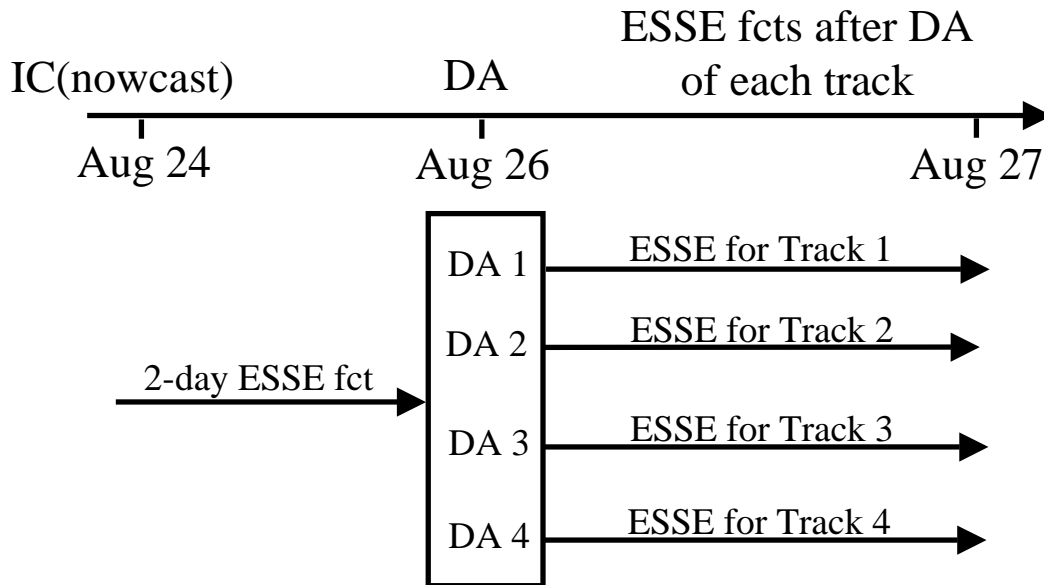 IC(nowcast)
DA
ESSE fcts after DA
of each track
Aug 24
Aug 26
Aug 27
2-day ESSE fct
DA 1
ESSE for Track 1
DA 2
ESSE for Track 2
DA 3
ESSE for Track 3
DA 4
ESSE for Track 4